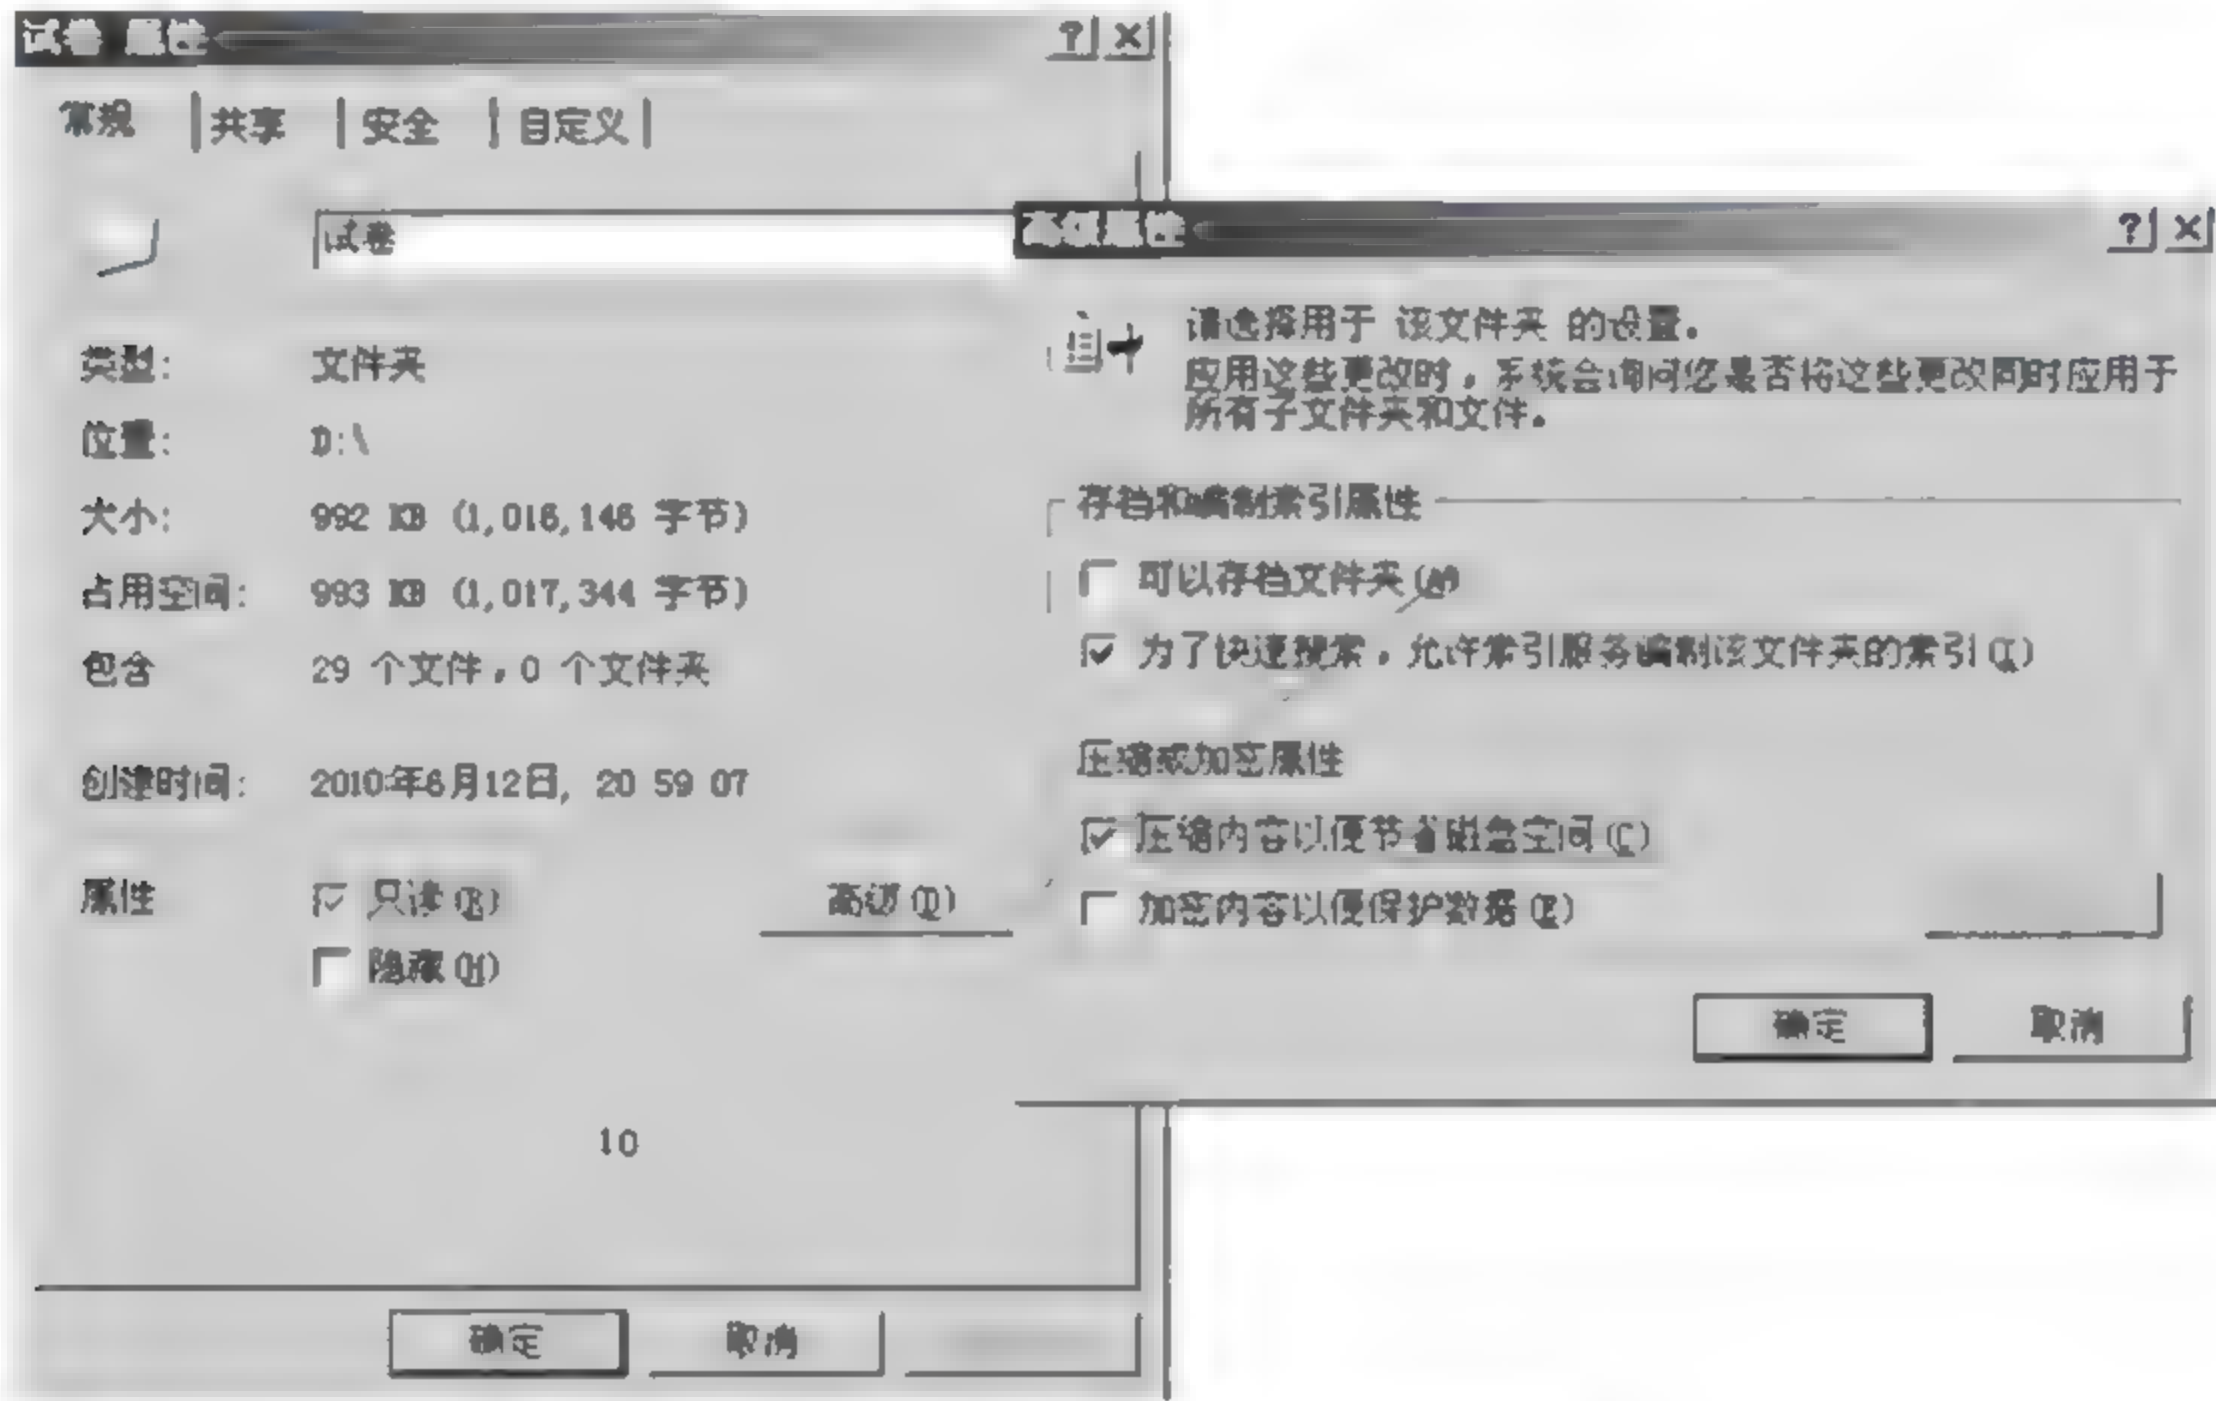 试卷 属性
常规 共享 安全 自定义
试卷
类型: 文件夹
位置: D:\
大小: 992 KB (1,016,146 字节)
占用空间: 993 KB (1,017,344 字节)
包含 29 个文件,0 个文件夹
创建时间: 2010年6月12日, 20 59 07
属性 只读(R) 高级(D)
隐藏(H)
10
确定 取消
高级属性
请选择用于 该文件夹 的设置。
应用这些更改时,系统会询问您是否将这些更改同时应用于
所有子文件夹和文件。
存档和编制索引属性
可以存档文件夹(A)
为了快速搜索,允许索引服务编制该文件夹的索引(I)
压缩或加密属性
压缩内容以便节省磁盘空间(C)
加密内容以便保护数据(E)
确定 取消